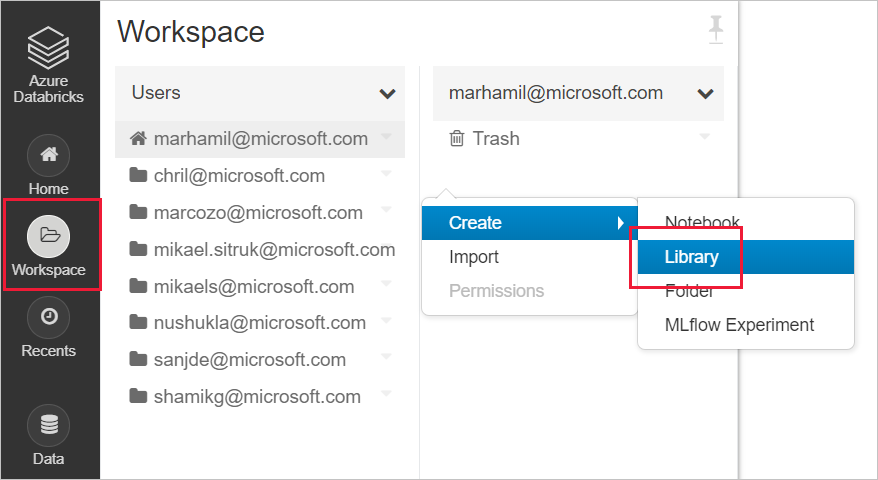 Azure
Databricks
Home
Workspace
Recents
Data
Workspace
Users
marhamil@microsoft.com
chril@microsoft.com
marcozo@microsoft.com
mikael.sitruk@microsoft.com
mikaels@microsoft.com
nushukla@microsoft.com
sanjde@microsoft.com
shamikg@microsoft.com
marhamil@microsoft.com
Trash
Create
Import
Permissions
Notebook
Library
Folder
MLflow Experiment